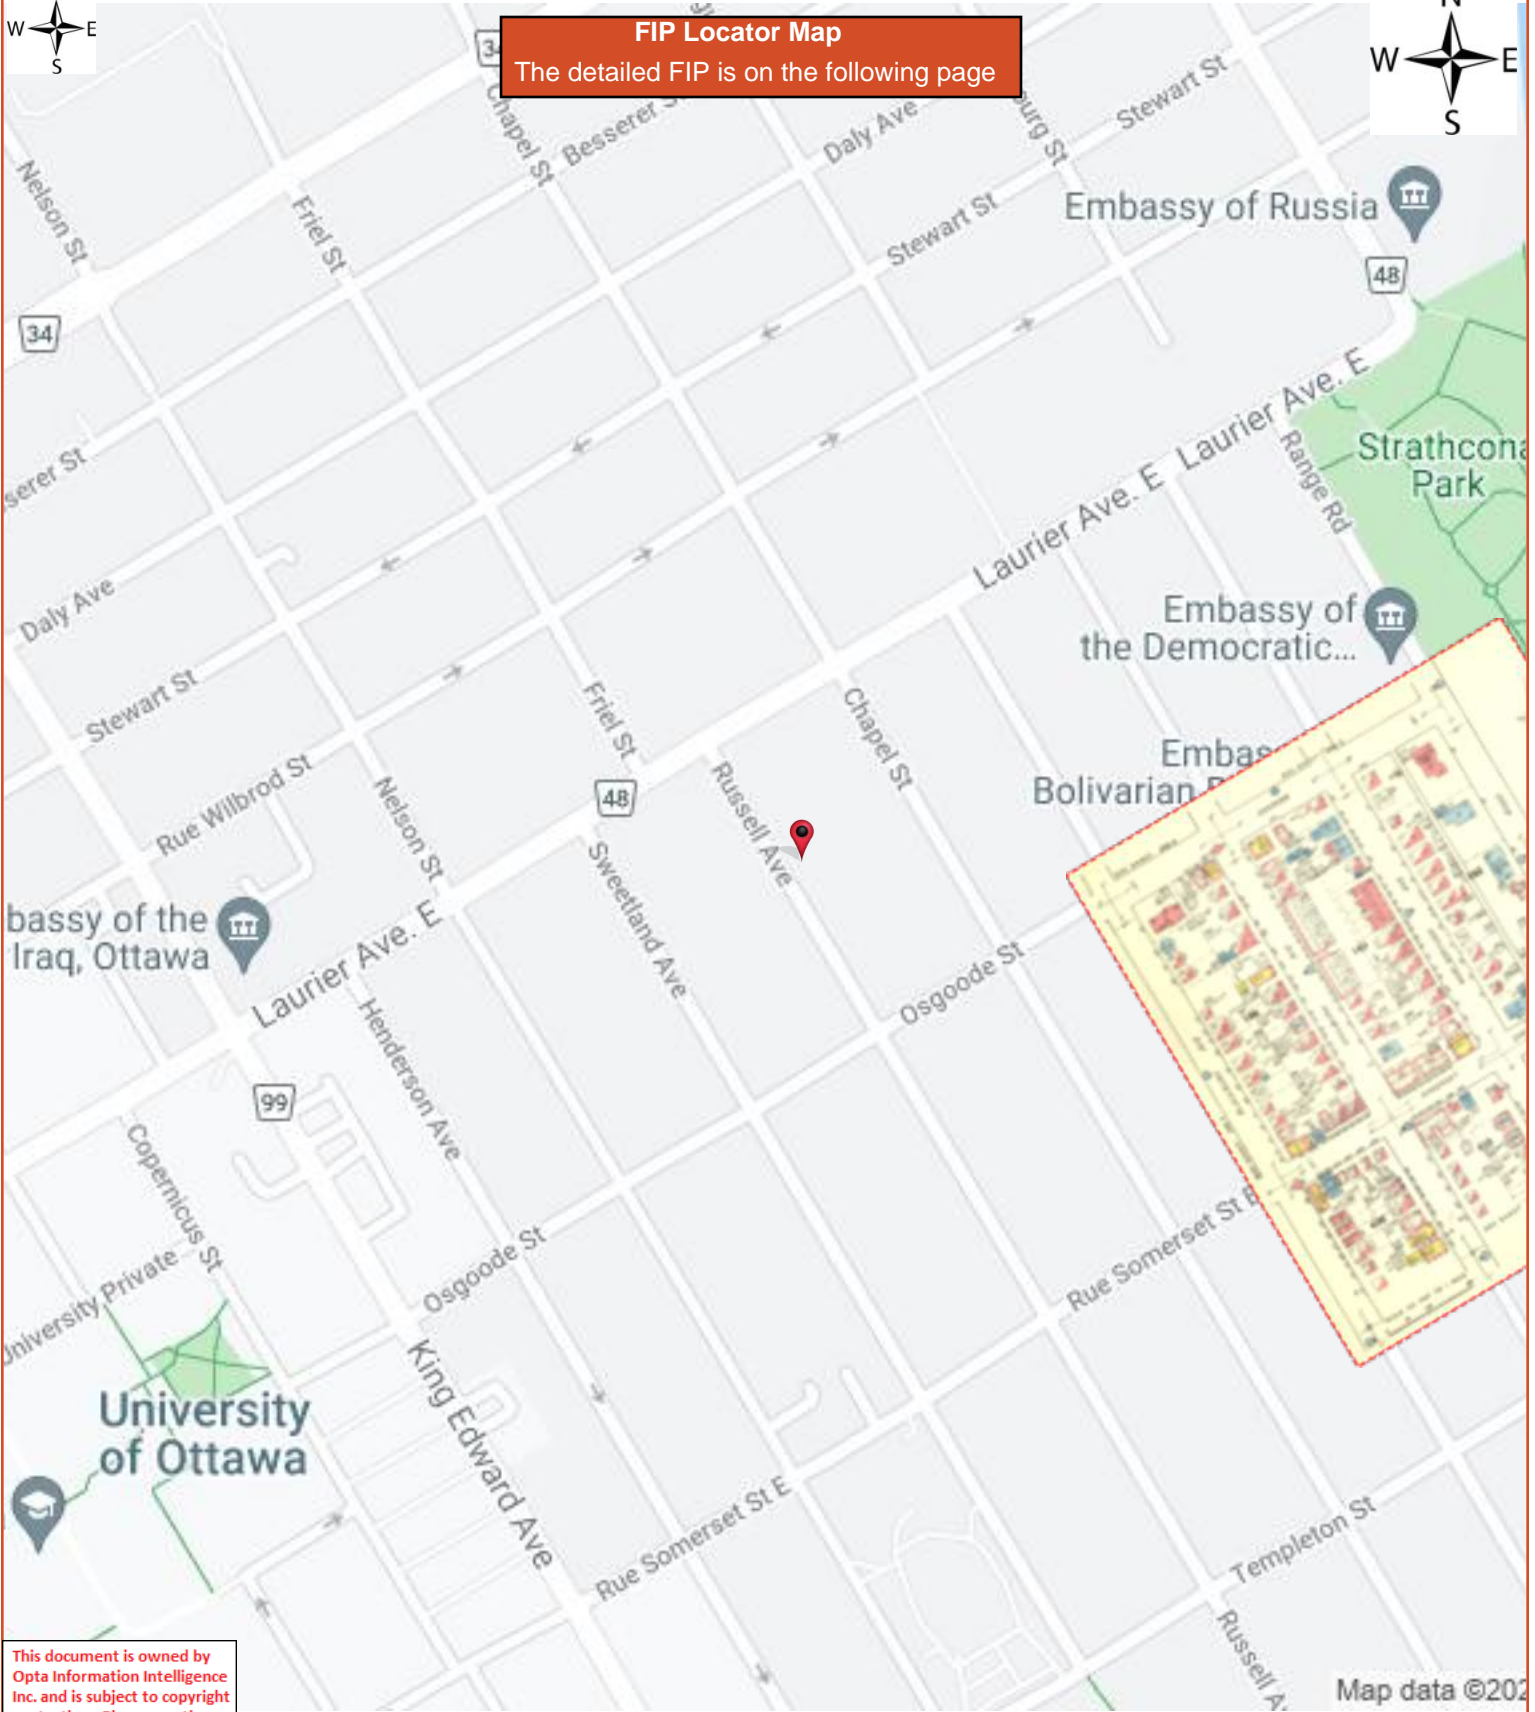 W
E
S
N
W
E
S
FIP Locator Map
The detailed FIP is on the following page
34
Chapel St
Besserer
Daly Ave
Stewart St
Nelson St
Friel St
Stewart St
Embassy of Russia
48
34
Laurier Ave. E
Laurier Ave. E
Range Rd
Strathcona
Park
serer St
Daly Ave
Stewart St
Embassy of
the Democratic...
Friel St
Chapel St
Embas
Bolivarian
Rue Wilbrod St
Nelson St
48
Russell Ave
Sweetland Ave
bassy of the
Iraq, Ottawa
Laurier Ave. E
Osgoode St
Henderson Ave
99
Copernicus St
University Private
Osgoode St
Rue Somerset St E
King Edward Ave
University
of Ottawa
Rue Somerset St E
Templeton St
Russell A
This document is owned by
Opta Information Intelligence
Inc. and is subject to copyright
Map data ©202